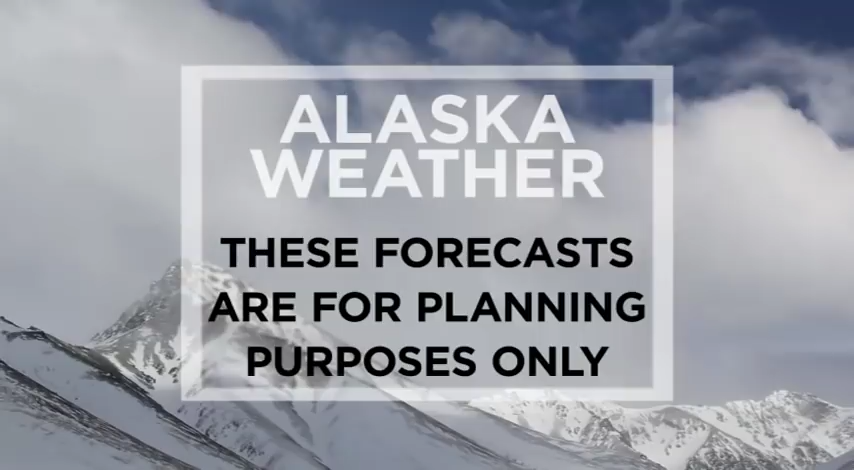 ALASKA
WEATHER
THESE FORECASTS
ARE FOR PLANNING
PURPOSES ONLY